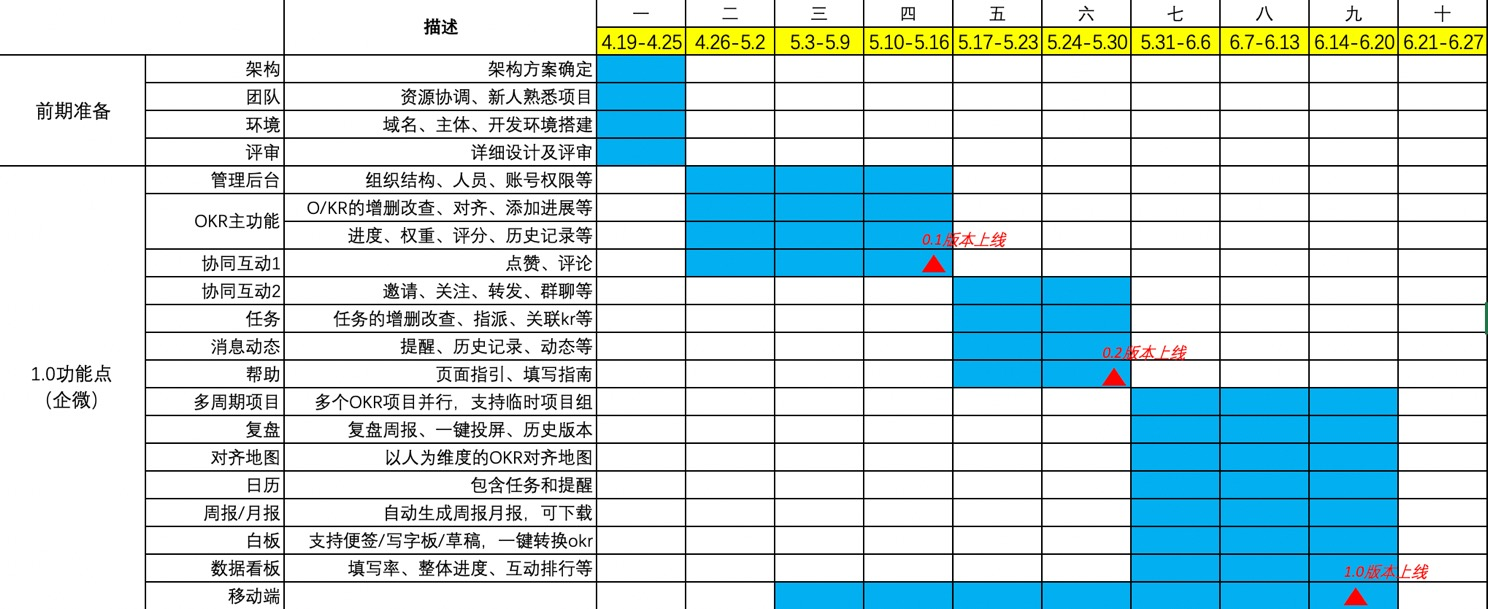 描述
一 二 三 四 五 六 七 八 九 十
4.19-4.25 4.26-5.2 5.3-5.9 5.10-5.16 5.17-5.23 5.24-5.30 5.31-6.6 6.7-6.13 6.14-6.20 6.21-6.27
前期准备
架构 架构方案确定
团队 资源协调、新人熟悉项目
环境 域名、主体、开发环境搭建
评审 详细设计及评审
1.0功能点
（企微）
管理后台 组织结构、人员、账号权限等
OKR主功能 O/KR的增删改查、对齐、添加进展等
进度、权重、评分、历史记录等
0.1版本上线
协同互动1 点赞、评论
协同互动2 邀请、关注、转发、群聊等
任务 任务的增删改查、指派、关联kr等
消息动态 提醒、历史记录、动态等
0.2版本上线
帮助 页面指引、填写指南
多周期项目 多个OKR项目并行，支持临时项目组
复盘 复盘周报、一键投屏、历史版本
对齐地图 以人为维度的OKR对齐地图
日历 包含任务和提醒
周报/月报 自动生成周报月报，可下载
白板 支持便签/写字板/草稿，一键转换okr
数据看板 填写率、整体进度、互动排行等
1.0版本上线
移动端